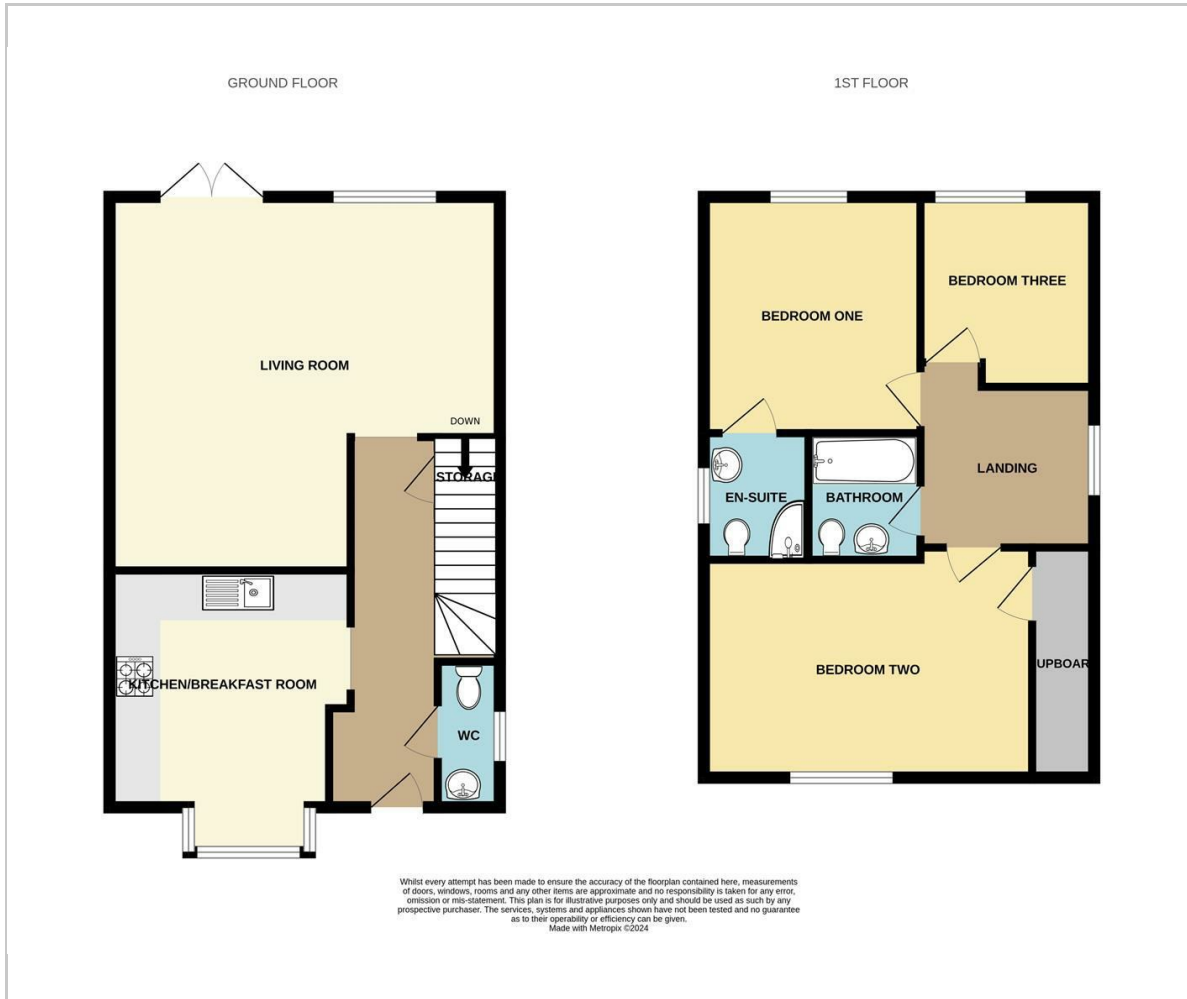 GROUND FLOOR
1ST FLOOR
LIVING ROOM
DOWN
STORAGE
KITCHEN/BREAKFAST ROOM
WC
BEDROOM ONE
BEDROOM THREE
EN-SUITE
BATHROOM
LANDING
BEDROOM TWO
UPBOAR
Whilst every attempt has been made to ensure the accuracy of the floorplan contained here, measurements
of doors, windows, rooms and any other items are approximate and no responsibility is taken for any error,
omission or mis-statement. This plan is for illustrative purposes only and should be used as such by any
prospective purchaser. The services, systems and appliances shown have not been tested and no guarantee
as to their operability or efficiency can be given.
Made with Metropix ©2024